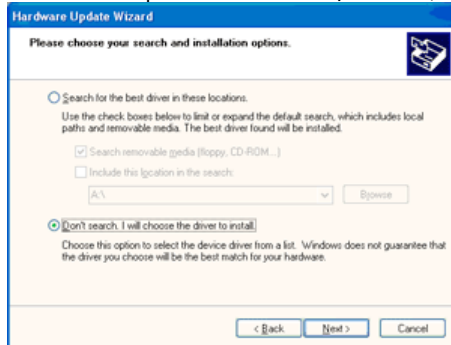 Hardware Update Wizard
Please choose your search and installation options.
Search for the best driver in these locations.
Use the check boxes below to limit or expand the default search, which includes local
paths and removable media. The best driver found will be installed.
Search removable media (floppy, CD-ROM...)
Include this location in the search:
A:\
Browse
Don't search. I will choose the driver to install.
Choose this option to select the device driver from a list. Windows does not guarantee that
the driver you choose will be the best match for your hardware.
< Back Next > Cancel